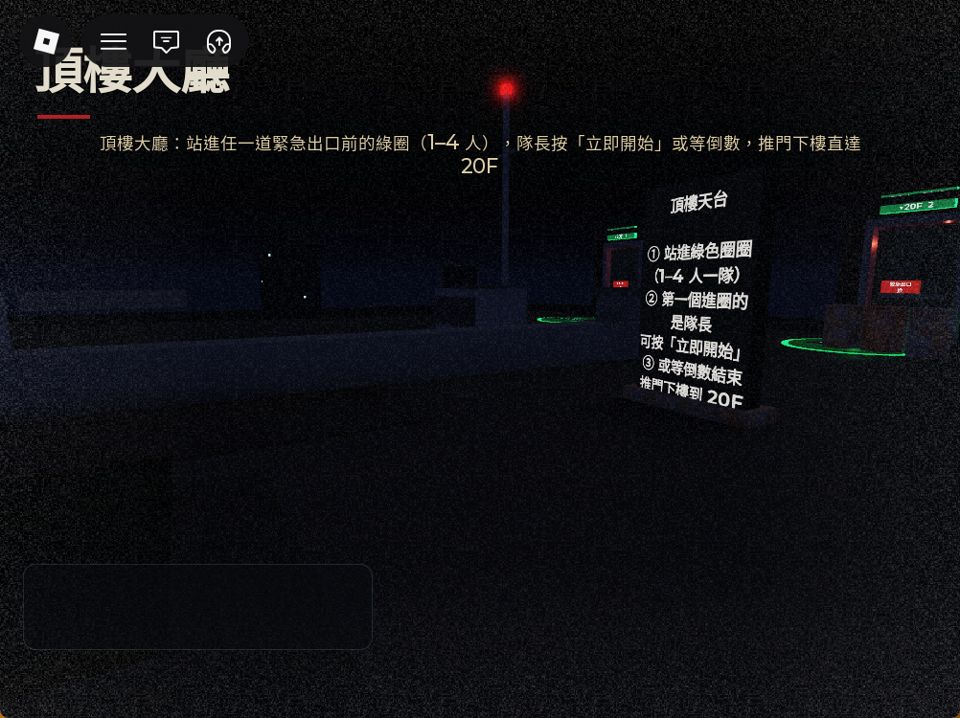 頂樓大廳
頂樓大廳：站進任一道緊急出口前的綠圈（1–4 人），隊長按「立即開始」或等倒數，推門下樓直達
20F
頂樓天台
① 站進綠色圈圈
（1–4 人一隊）
② 第一個進圈的
是隊長
可按「立即開始」
③ 或等倒數結束
推門下樓到 20F
20F 2